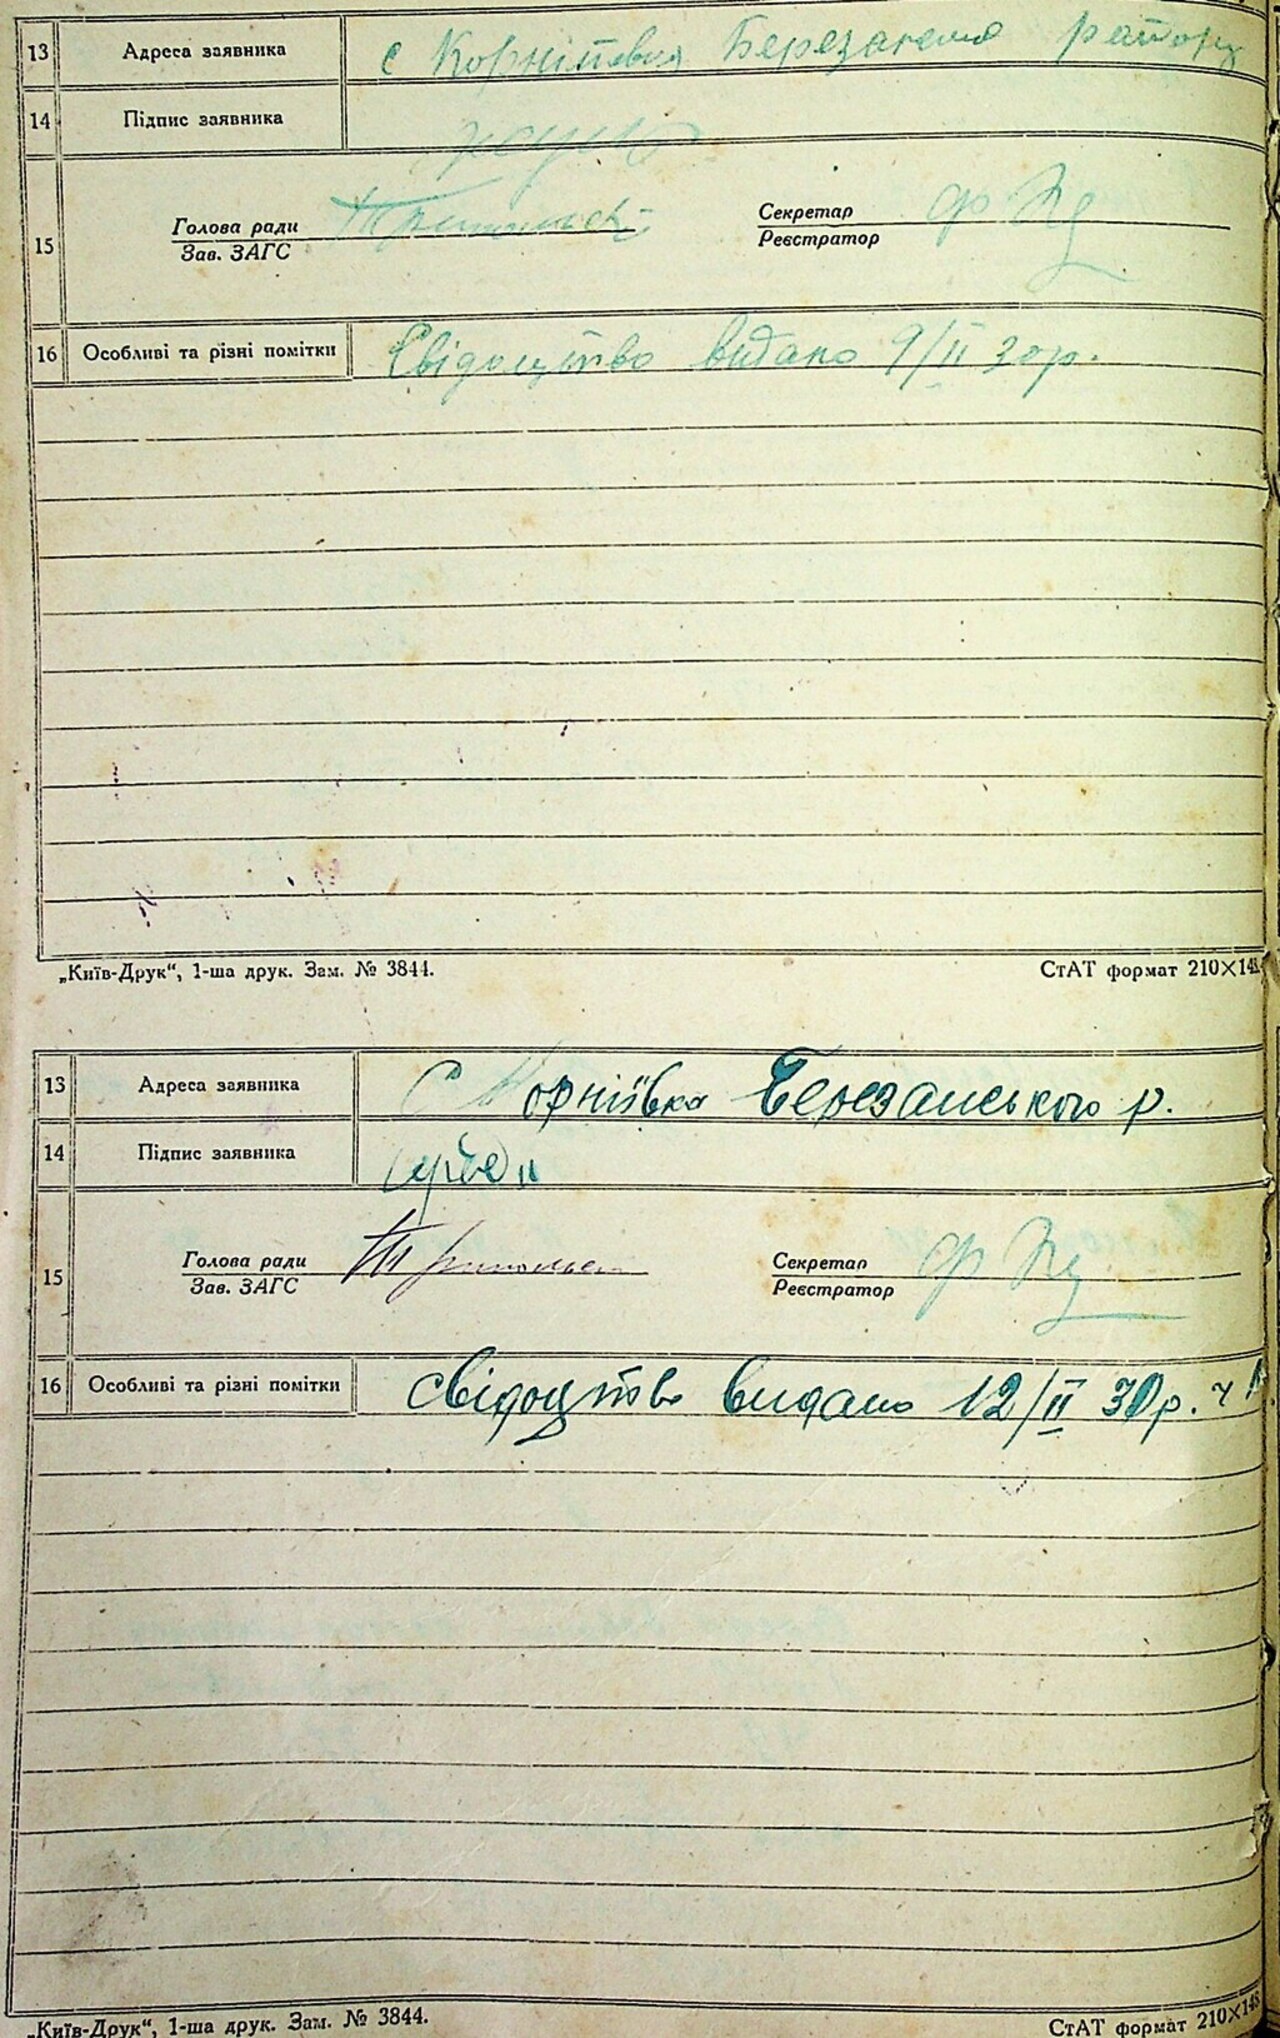 13 Адреса заявника с Корніївка Березансько району
14 Підпис заявника
15 Голова ради Секретар
Зав. ЗАГС Реєстратор
16 Особливі та різні помітки Свідоцтво видано 9/II 30р.
„Київ-Друк“, 1-ша друк. Зам. № 3844. СтАТ формат 210×148
13 Адреса заявника С Корніївка Березанського р.
14 Підпис заявника
15 Голова ради Секретар
Зав. ЗАГС Реєстратор
16 Особливі та різні помітки свідоцтво видано 12/II 30р. ч
„Київ-Друк“, 1-ша друк. Зам. № 3844. СтАТ формат 210×148